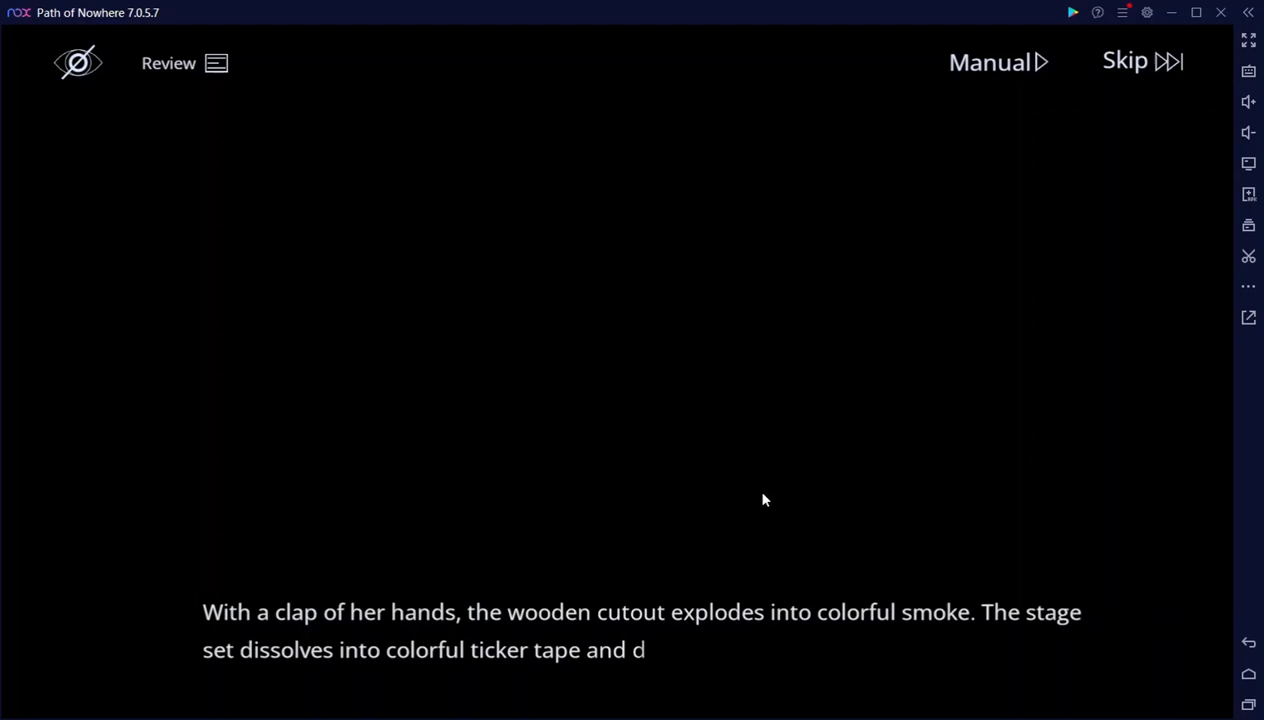 nox Path of Nowhere 7.0.5.7
Review
Manual
Skip
With a clap of her hands, the wooden cutout explodes into colorful smoke. The stage
set dissolves into colorful ticker tape and d